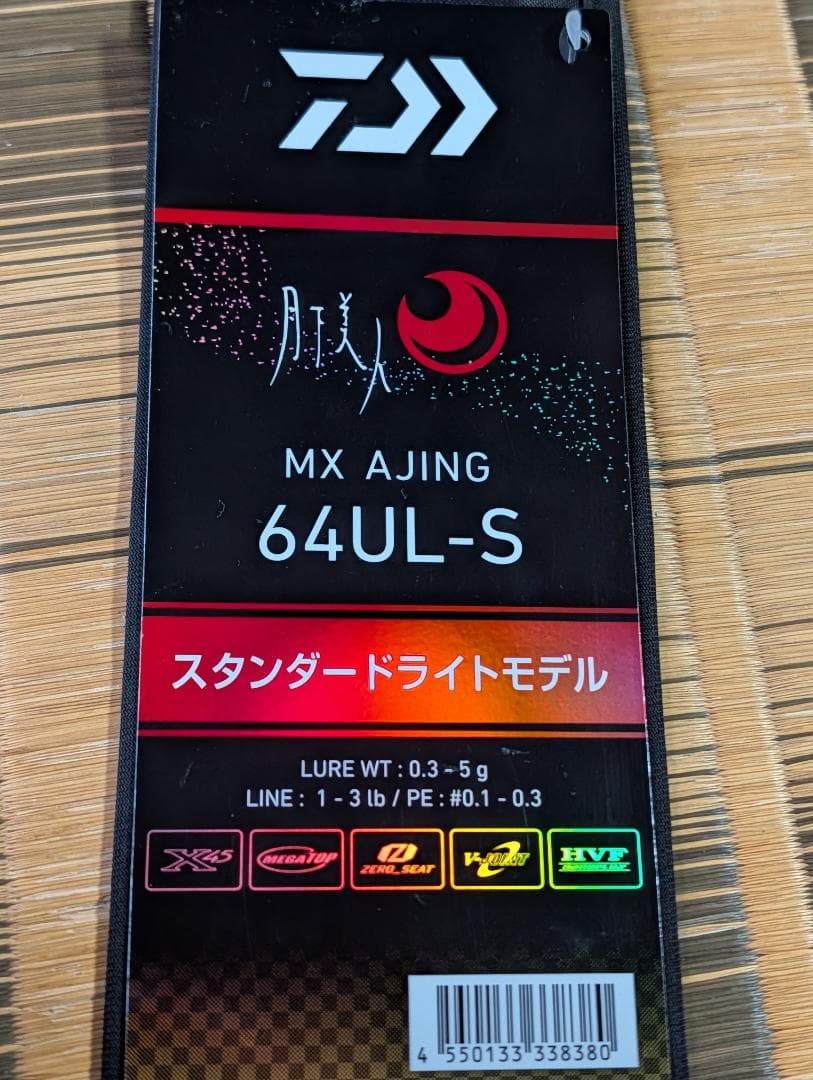 月下美人
MX AJING
64UL-S
スタンダードライトモデル
LURE WT : 0.3 - 5 g
LINE : 1 - 3 lb / PE : #0.1 - 0.3
X45 MEGATOP ZERO_SEAT V-JOINT HVF
4 550133 338380